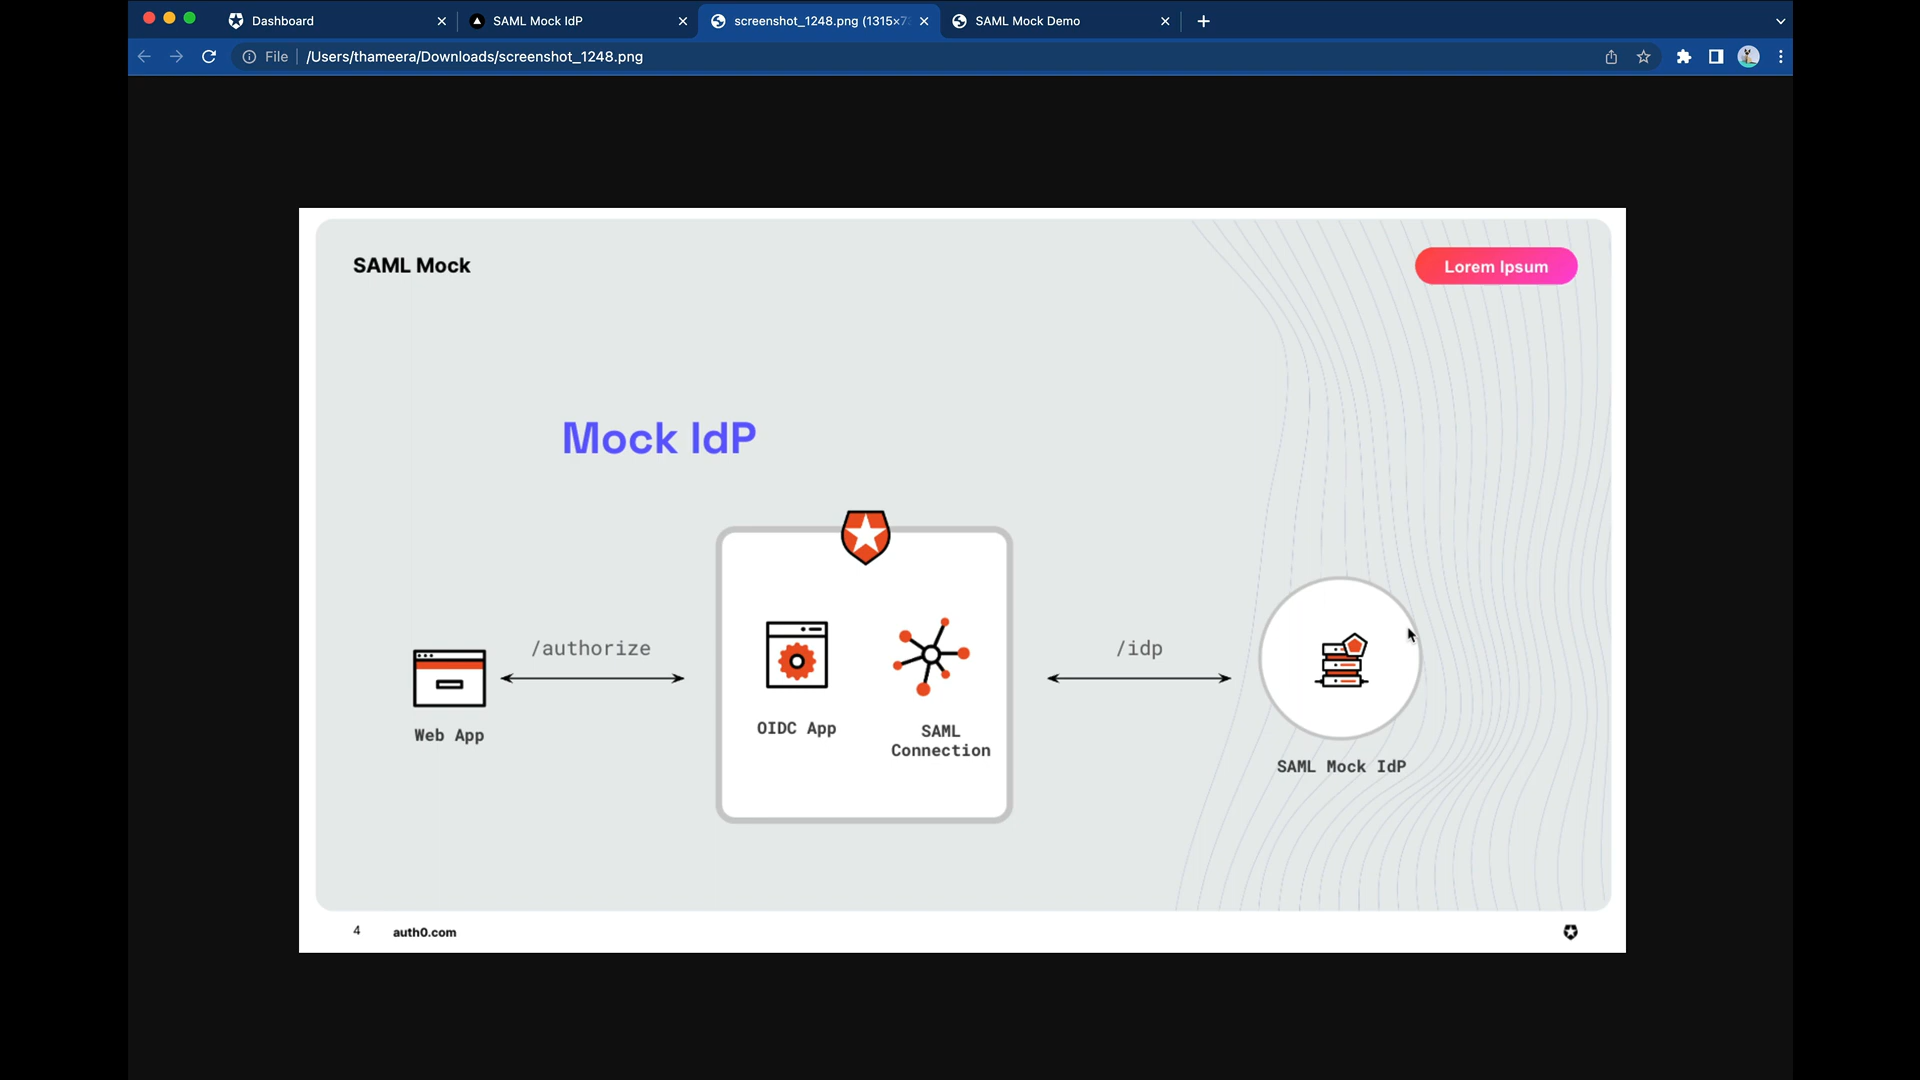 Dashboard
SAML Mock IdP
screenshot_1248.png (1315×7
SAML Mock Demo
File
/Users/thameera/Downloads/screenshot_1248.png
SAML Mock
Lorem Ipsum
Mock IdP
/authorize
/idp
Web App
OIDC App
SAML
Connection
SAML Mock IdP
4
auth0.com